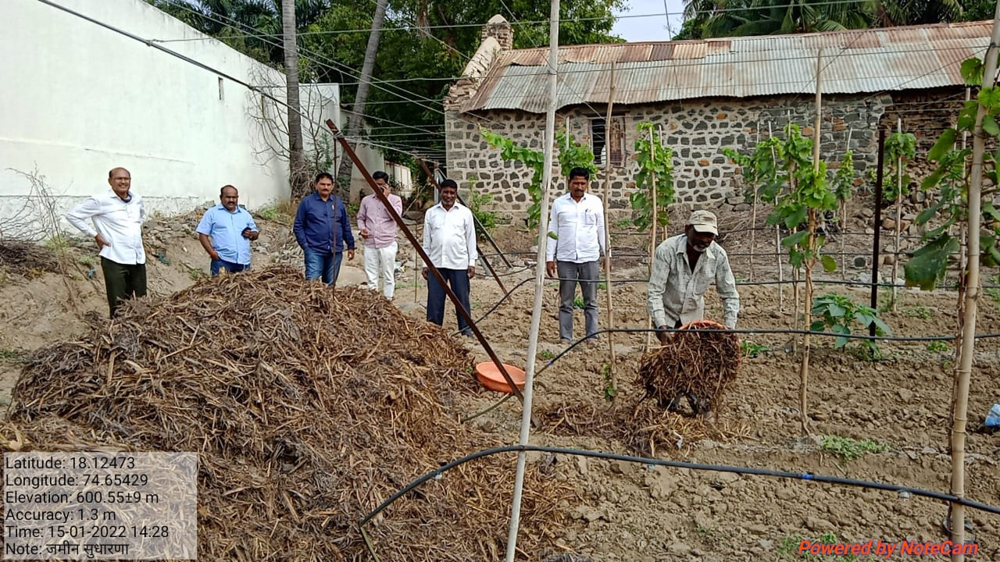 Latitude: 18.12473
Longitude: 74.65429
Elevation: 600.55±9 m
Accuracy: 1.3 m
Time: 15-01-2022 14:28
Note: जमीन सुधारणा
Powered by NoteCam